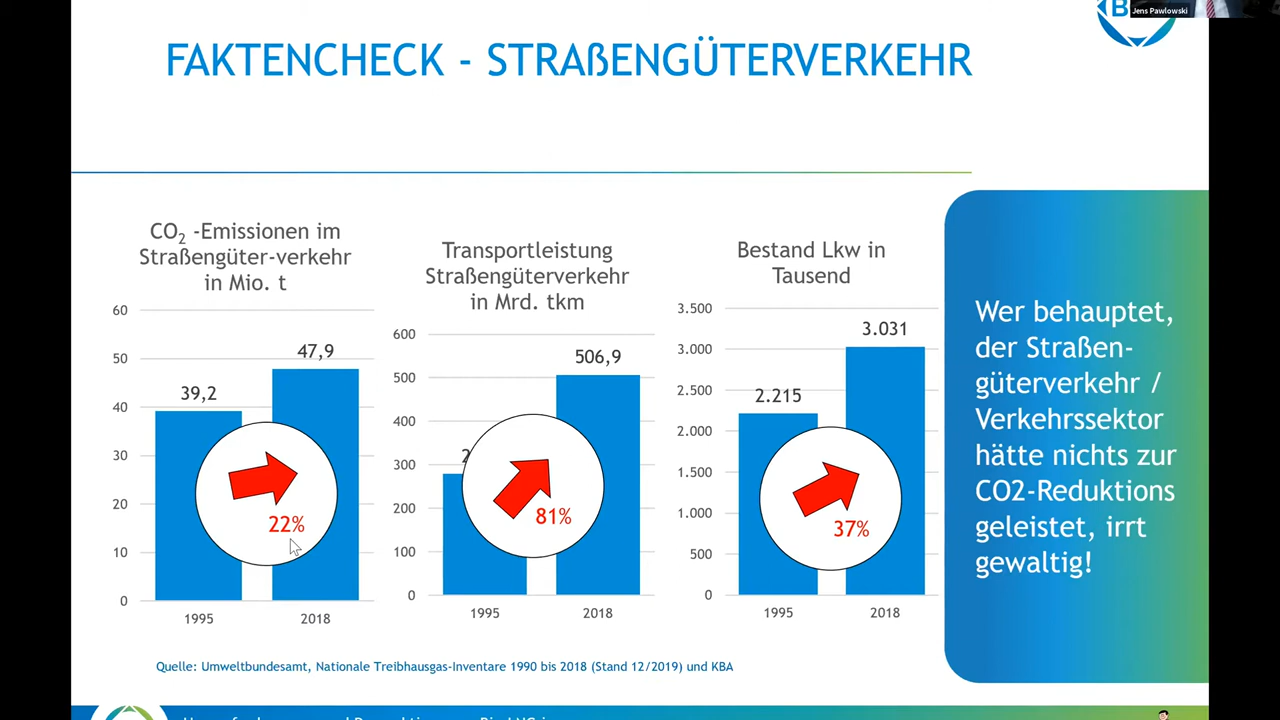 B
Jens Pawlowski
FAKTENCHECK - STRAßENGÜTERVERKEHR
CO2 -Emissionen im
Straßengüter-verkehr
in Mio. t
60
50
40
30
20
10
0
39,2
47,9
22%
1995
2018
Transportleistung
Straßengüterverkehr
in Mrd. tkm
600
500
400
300
200
100
0
506,9
81%
1995
2018
Bestand Lkw in
Tausend
3.500
3.000
2.500
2.000
1.500
1.000
500
0
2.215
3.031
37%
1995
2018
Wer behauptet,
der Straßen-
güterverkehr /
Verkehrssektor
hätte nichts zur
CO2-Reduktions
geleistet, irrt
gewaltig!
Quelle: Umweltbundesamt, Nationale Treibhausgas-Inventare 1990 bis 2018 (Stand 12/2019) und KBA